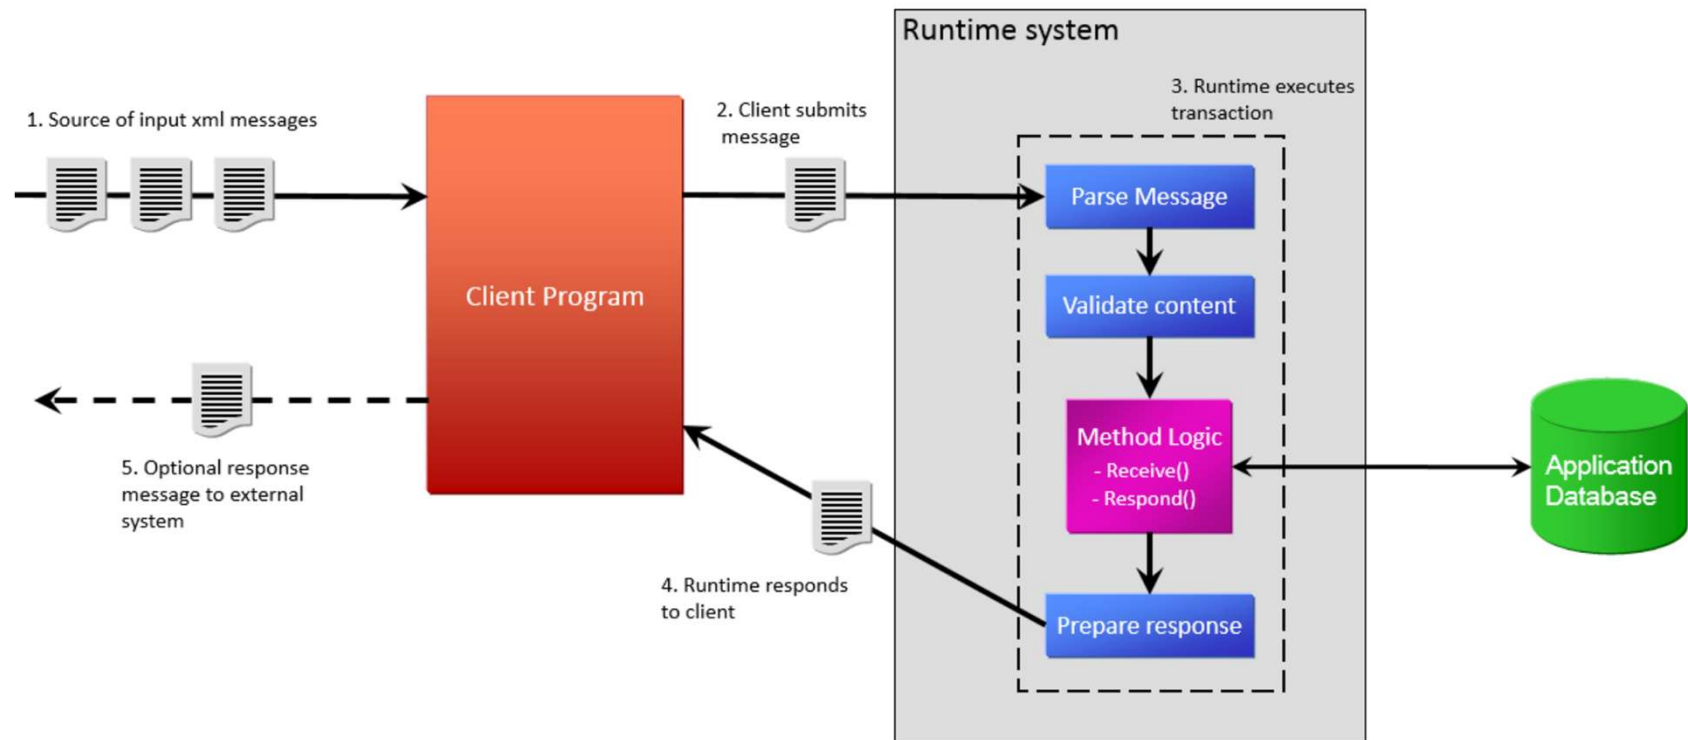 Runtime system
1. Source of input xml messages
2. Client submits
message
3. Runtime executes
transaction
Parse Message
Client Program
Validate content
Method Logic
- Receive()
- Respond()
Application
Database
5. Optional response
message to external
system
4. Runtime responds
to client
Prepare response